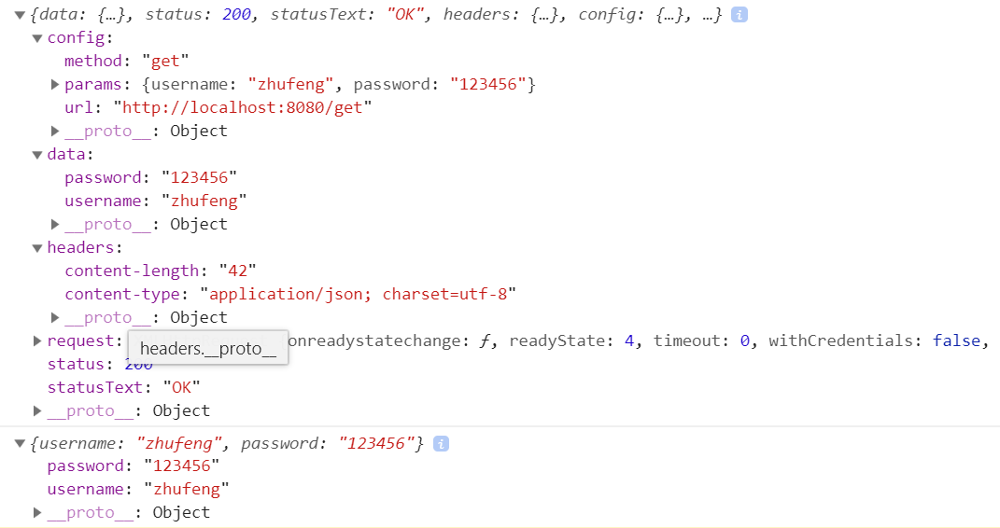 ▼{data: {…}, status: 200, statusText: "OK", headers: {…}, config: {…}, …} i
▼config:
method: "get"
▶params: {username: "zhufeng", password: "123456"}
url: "http://localhost:8080/get"
▶__proto__: Object
▼data:
password: "123456"
username: "zhufeng"
▶__proto__: Object
▼headers:
content-length: "42"
content-type: "application/json; charset=utf-8"
▶__proto__: Object
▶request: onreadystatechange: ƒ, readyState: 4, timeout: 0, withCredentials: false,
headers.__proto__
status: 200
statusText: "OK"
▶__proto__: Object
▼{username: "zhufeng", password: "123456"} i
password: "123456"
username: "zhufeng"
▶__proto__: Object